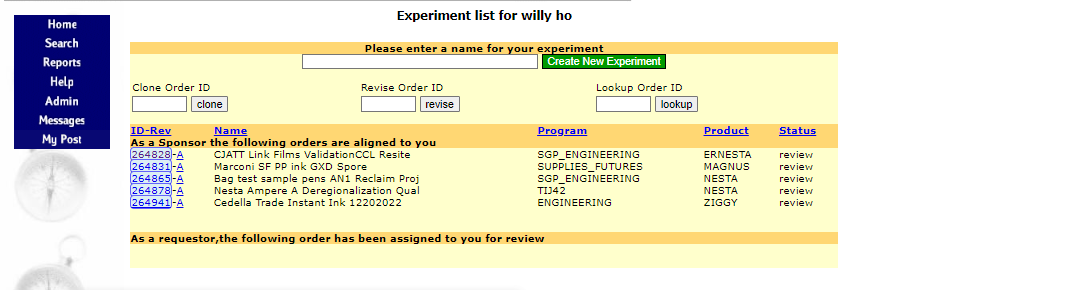 Experiment list for willy ho
Home
Search
Reports
Help
Admin
Messages
My Post
Please enter a name for your experiment
Create New Experiment
Clone Order ID Revise Order ID Lookup Order ID
clone revise lookup
ID-Rev Name Program Product Status
As a Sponsor the following orders are aligned to you
264828-A CJATT Link Films ValidationCCL Resite SGP_ENGINEERING ERNESTA review
264831-A Marconi SF PP ink GXD Spore SUPPLIES_FUTURES MAGNUS review
264865-A Bag test sample pens AN1 Reclaim Proj SGP_ENGINEERING NESTA review
264878-A Nesta Ampere A Deregionalization Qual TIJ42 NESTA review
264941-A Cedella Trade Instant Ink 12202022 ENGINEERING ZIGGY review
As a requestor,the following order has been assigned to you for review